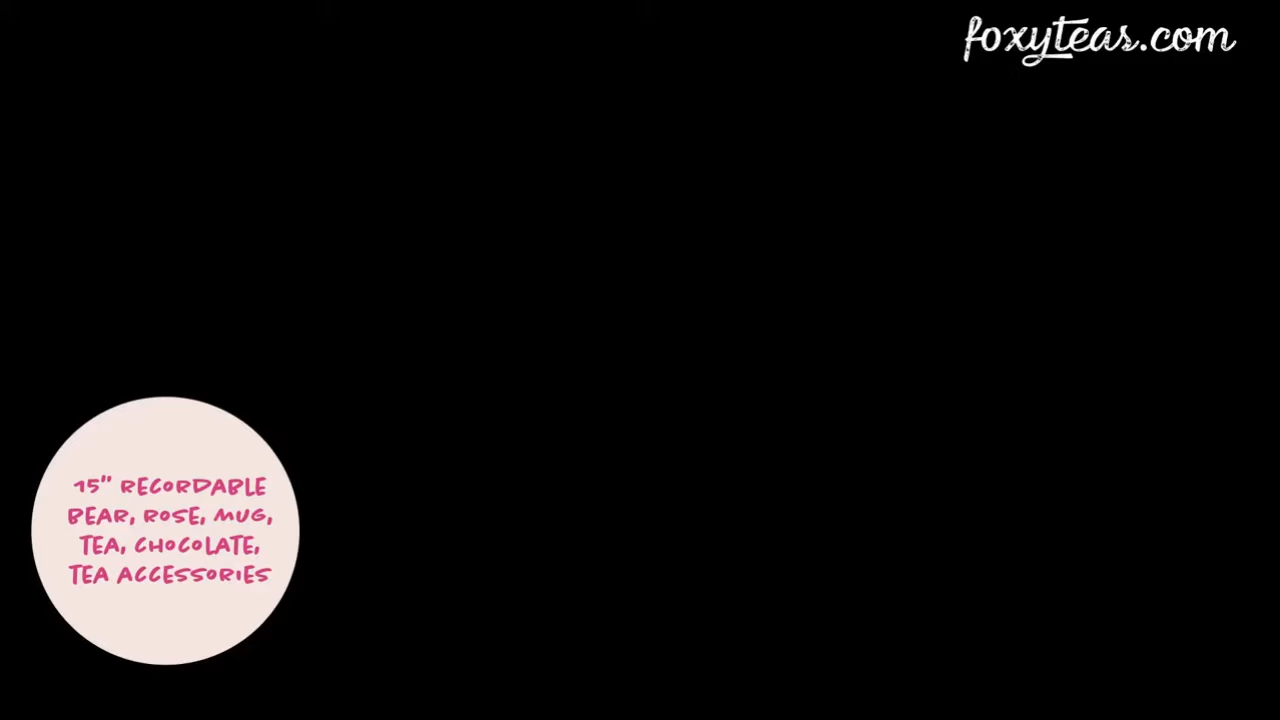 foxyteas.com
15" RECORDABLE
BEAR, ROSE, MUG,
TEA, CHOCOLATE,
TEA ACCESSORIES